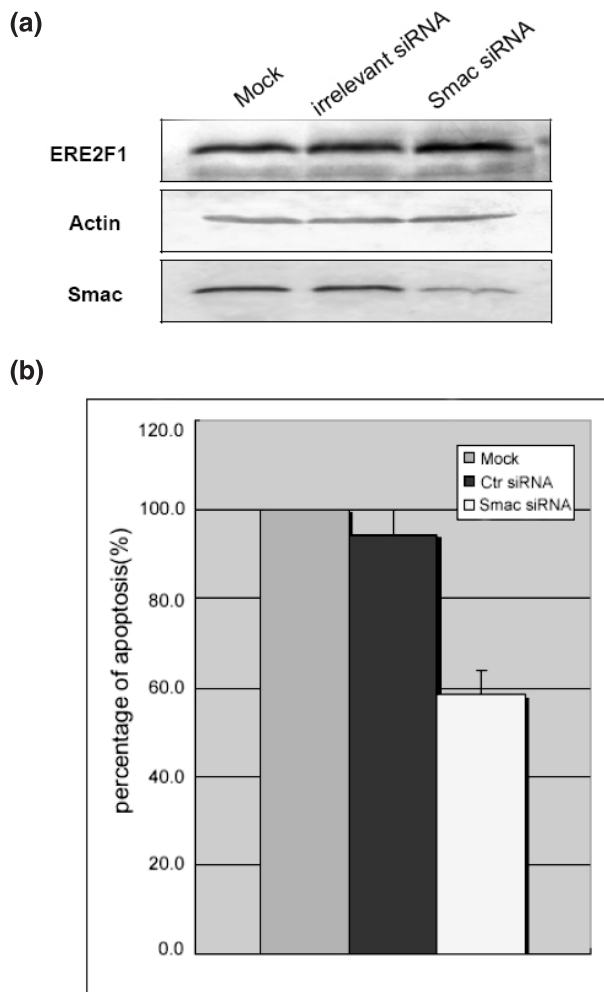 (a)
Mock
irrelevant siRNA
Smac siRNA
ERE2F1
Actin
Smac
(b)
percentage of apoptosis(%)
120.0
100.0
80.0
60.0
40.0
20.0
0.0
Mock
Ctr siRNA
Smac siRNA